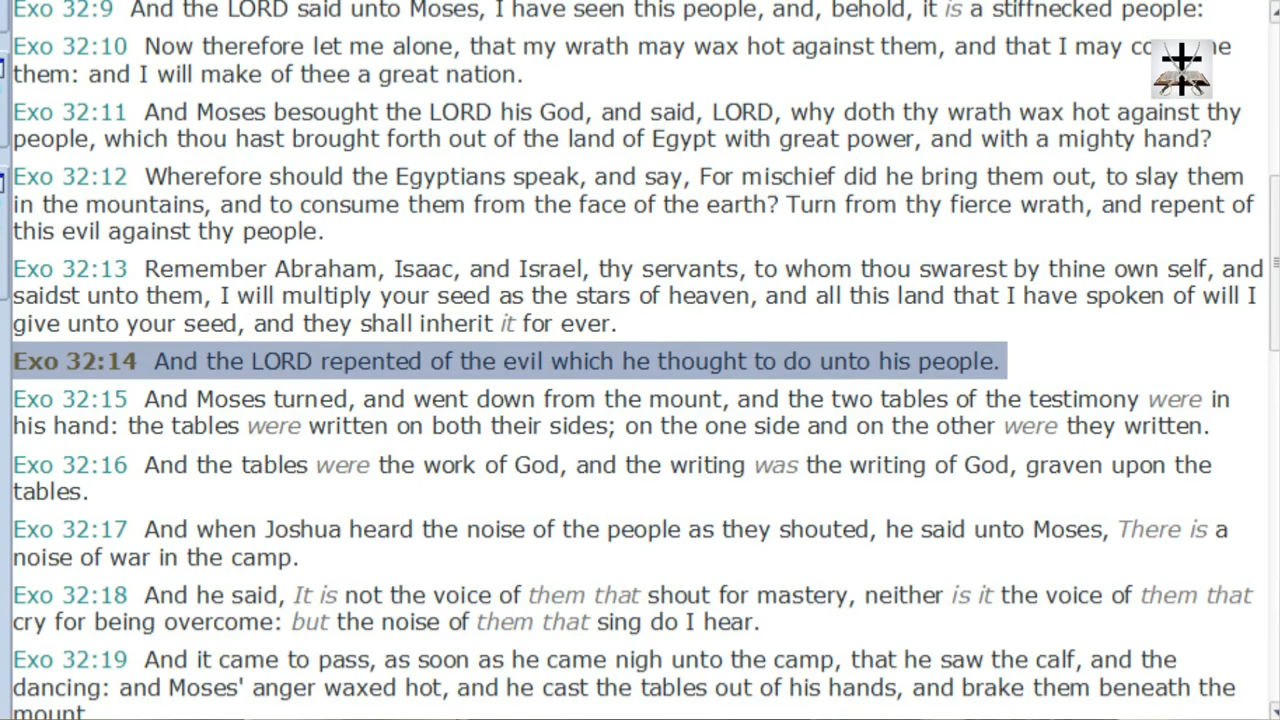 Exo 32:9 And the LORD said unto Moses, I have seen this people, and, behold, it is a stiffnecked people:
Exo 32:10 Now therefore let me alone, that my wrath may wax hot against them, and that I may
them: and I will make of thee a great nation.
Exo 32:11 And Moses besought the LORD his God, and said, LORD, why doth thy wrath wax hot against thy
people, which thou hast brought forth out of the land of Egypt with great power, and with a mighty hand?
Exo 32:12 Wherefore should the Egyptians speak, and say, For mischief did he bring them out, to slay them
in the mountains, and to consume them from the face of the earth? Turn from thy fierce wrath, and repent of
this evil against thy people.
Exo 32:13 Remember Abraham, Isaac, and Israel, thy servants, to whom thou swarest by thine own self, and
saidst unto them, I will multiply your seed as the stars of heaven, and all this land that I have spoken of will I
give unto your seed, and they shall inherit it for ever.
Exo 32:14 And the LORD repented of the evil which he thought to do unto his people.
Exo 32:15 And Moses turned, and went down from the mount, and the two tables of the testimony were in
his hand: the tables were written on both their sides; on the one side and on the other were they written.
Exo 32:16 And the tables were the work of God, and the writing was the writing of God, graven upon the
tables.
Exo 32:17 And when Joshua heard the noise of the people as they shouted, he said unto Moses, There is a
noise of war in the camp.
Exo 32:18 And he said, It is not the voice of them that shout for mastery, neither is it the voice of them that
cry for being overcome: but the noise of them that sing do I hear.
Exo 32:19 And it came to pass, as soon as he came nigh unto the camp, that he saw the calf, and the
dancing: and Moses' anger waxed hot, and he cast the tables out of his hands, and brake them beneath the
mount